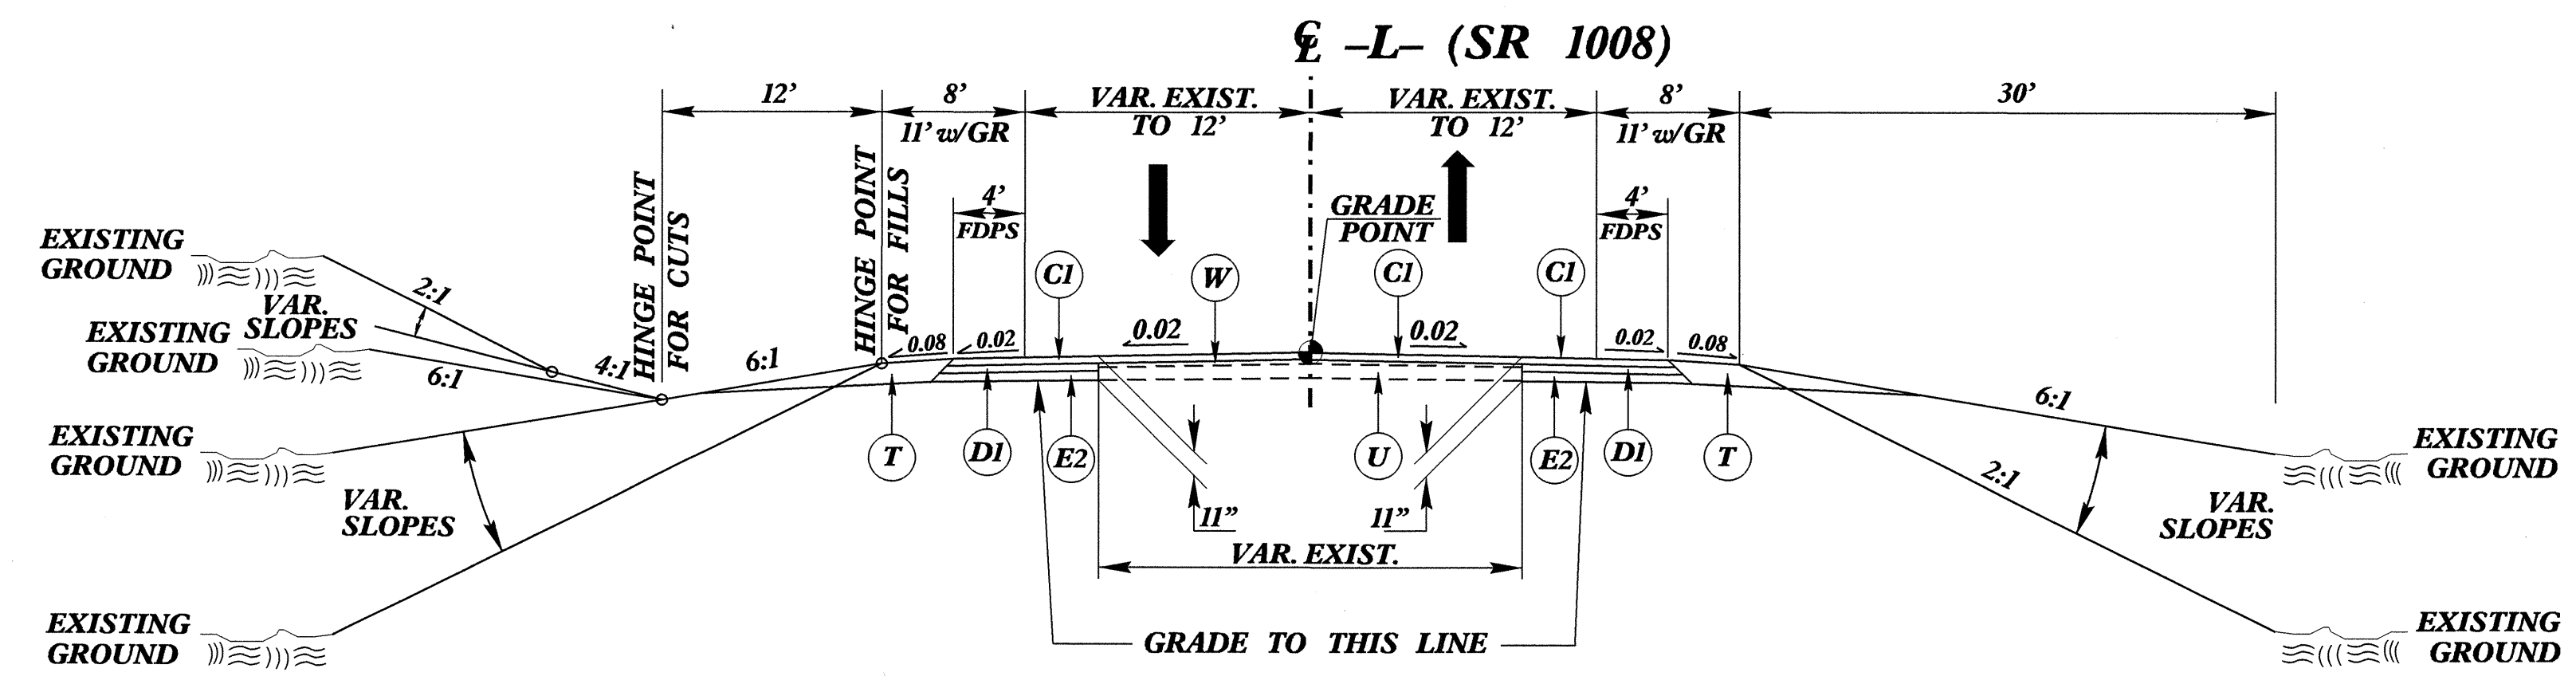 ℄ –L– (SR 1008)
12'
8'
11' w/GR
VAR. EXIST.
TO 12'
VAR. EXIST.
TO 12'
8'
11' w/GR
30'
HINGE POINT
FOR CUTS
HINGE POINT
FOR FILLS
4'
FDPS
GRADE
POINT
4'
FDPS
EXISTING
GROUND
2:1
VAR.
SLOPES
EXISTING
GROUND
6:1
4:1
6:1
C1
W
C1
C1
0.08
0.02
0.02
0.02
0.02
0.08
6:1
EXISTING
GROUND
VAR.
SLOPES
T
D1
E2
U
E2
D1
T
2:1
VAR.
SLOPES
EXISTING
GROUND
11”
11”
VAR. EXIST.
EXISTING
GROUND
GRADE TO THIS LINE
EXISTING
GROUND